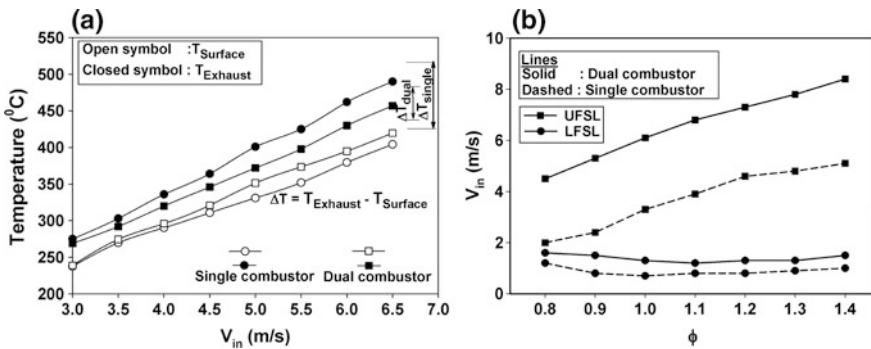 (a)
550
500
450
400
350
300
250
200
Temperature (⁰C)
Open symbol : T_Surface
Closed symbol : T_Exhaust
ΔT_dual
ΔT_single
ΔT = T_Exhaust - T_Surface
Single combustor Dual combustor
3.0 3.5 4.0 4.5 5.0 5.5 6.0 6.5 7.0
V_in (m/s)
(b)
10
8
6
4
2
0
V_in (m/s)
Lines
Solid : Dual combustor
Dashed : Single combustor
UFSL
LFSL
0.8 0.9 1.0 1.1 1.2 1.3 1.4
ϕ